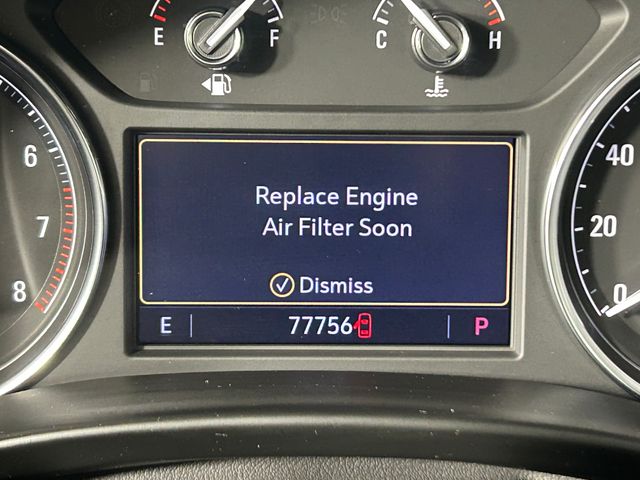 E F C H
Replace Engine
Air Filter Soon
Dismiss
E 77756 P
6
7
8
40
20
0